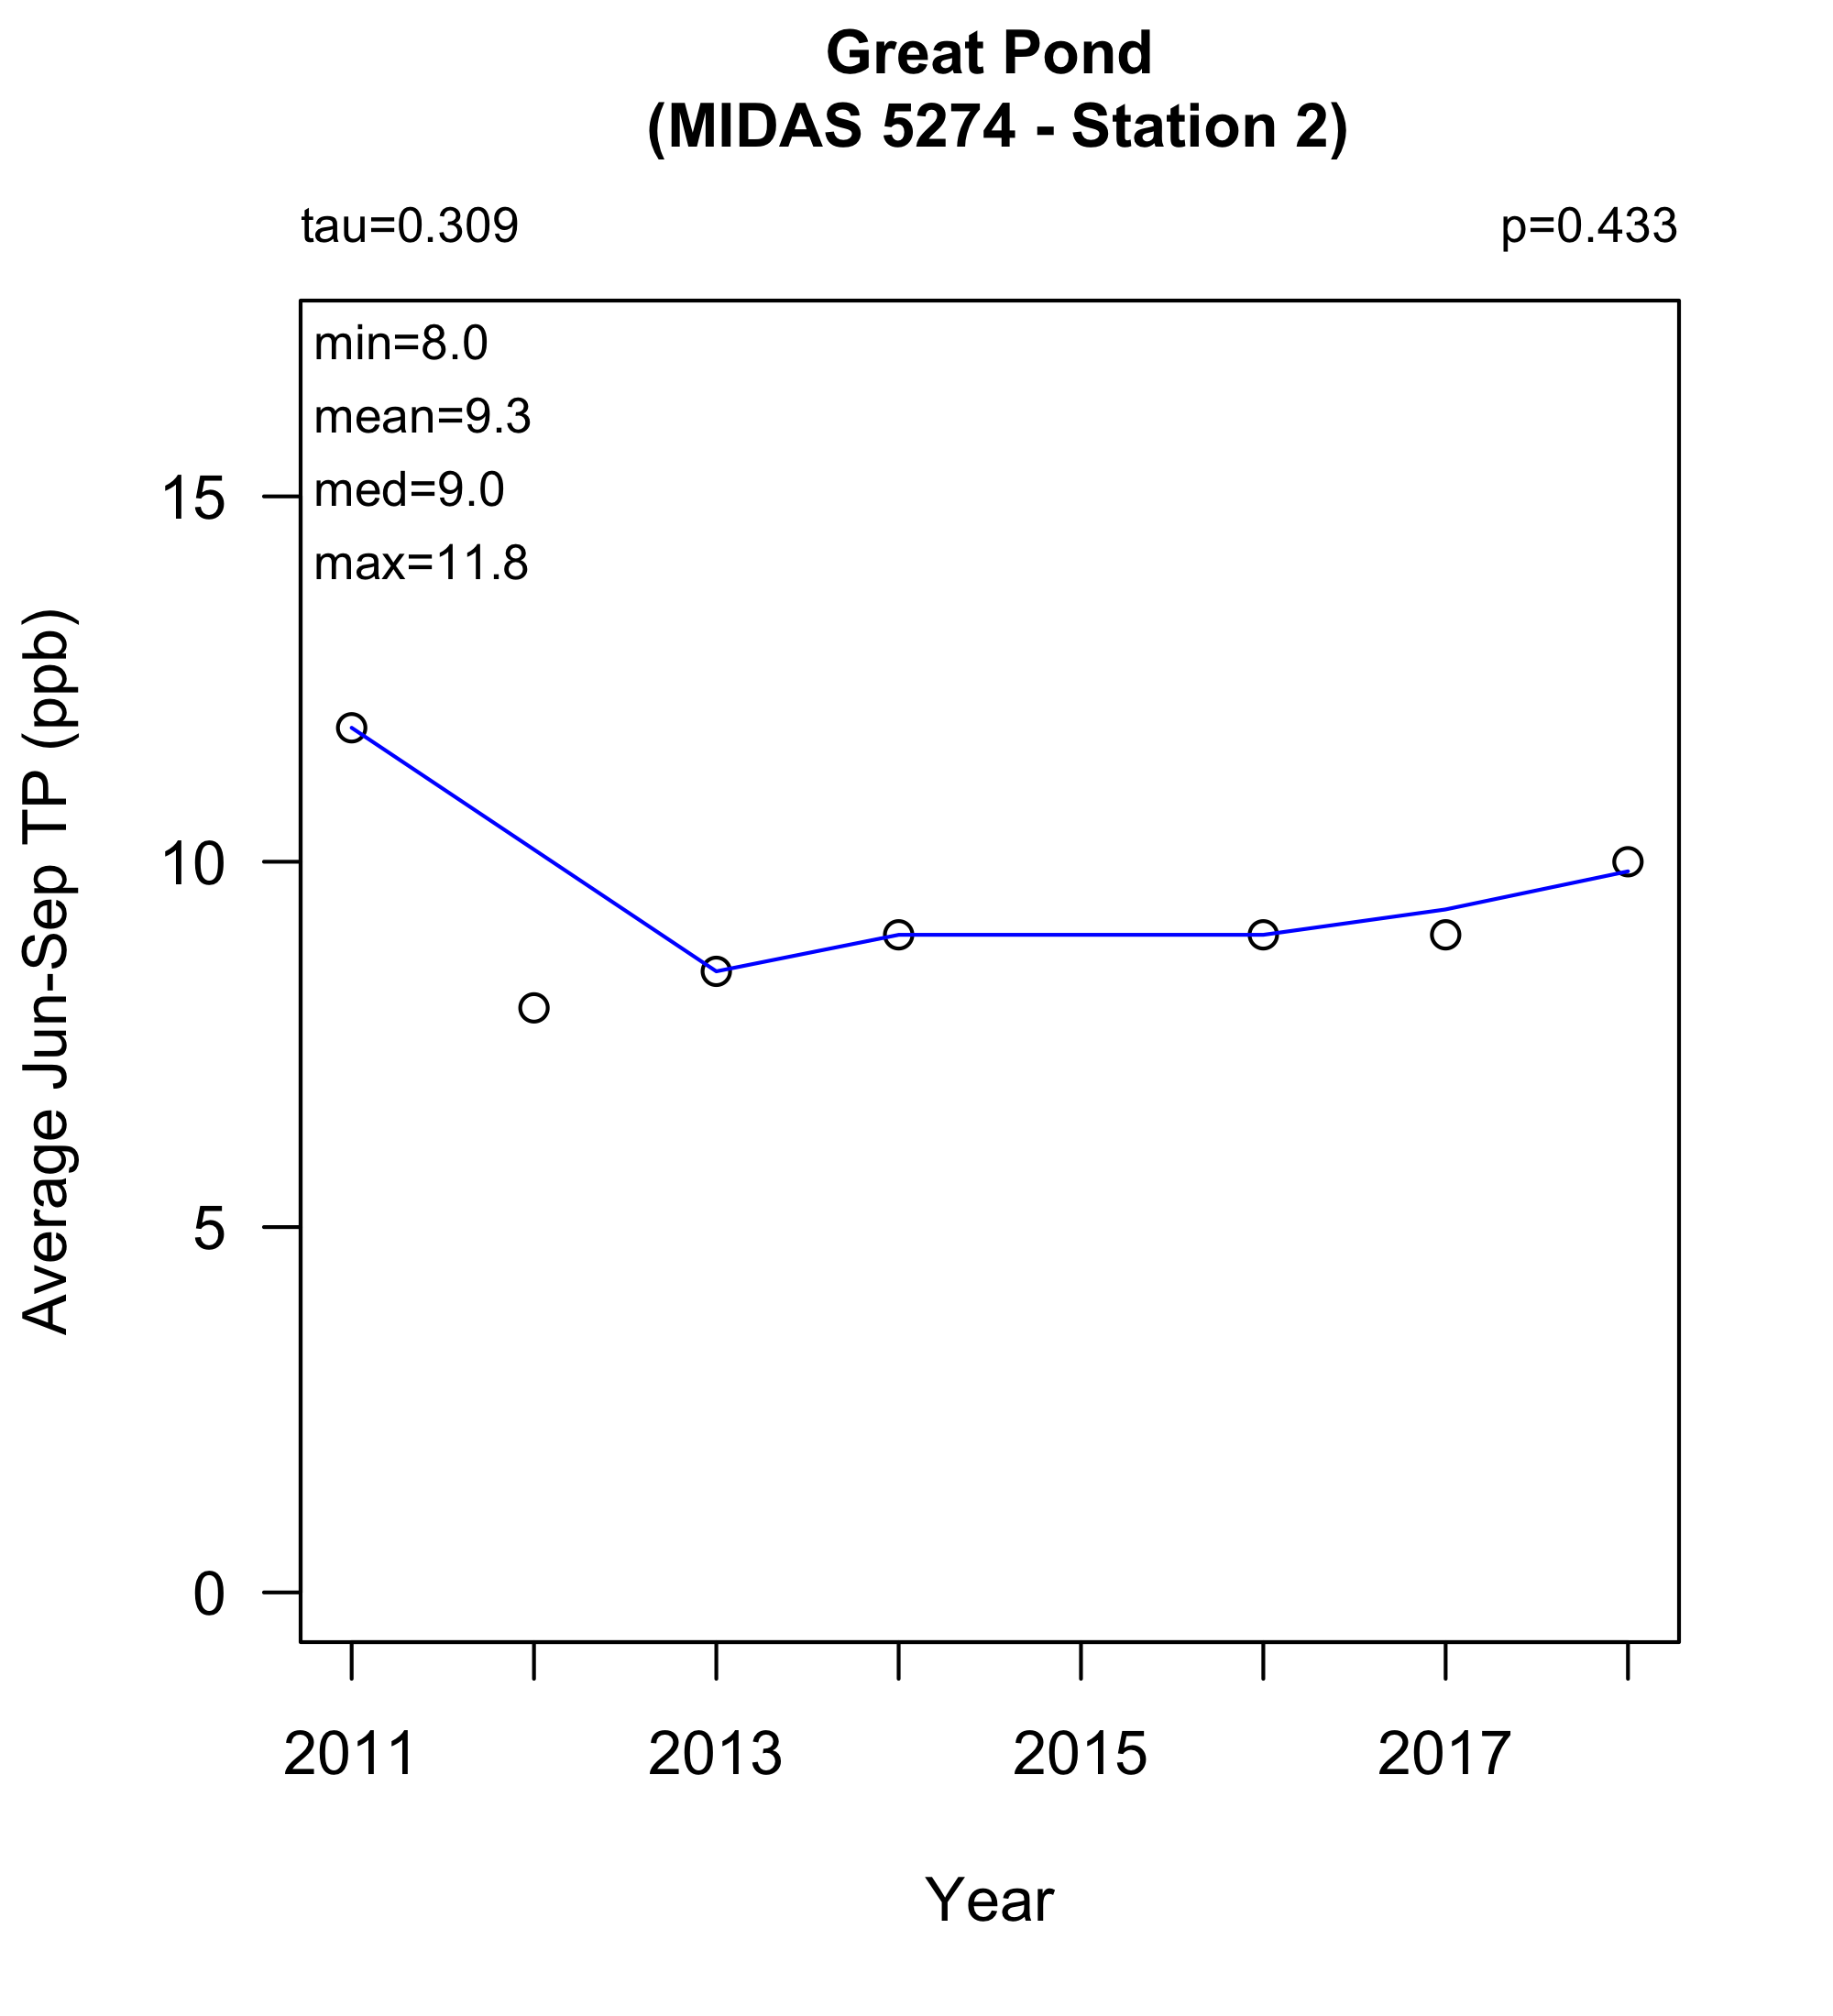 Great Pond
(MIDAS 5274 - Station 2)
tau=0.309
p=0.433
min=8.0
mean=9.3
med=9.0
max=11.8
15
10
5
0
Average Jun-Sep TP (ppb)
2011 2013 2015 2017
Year